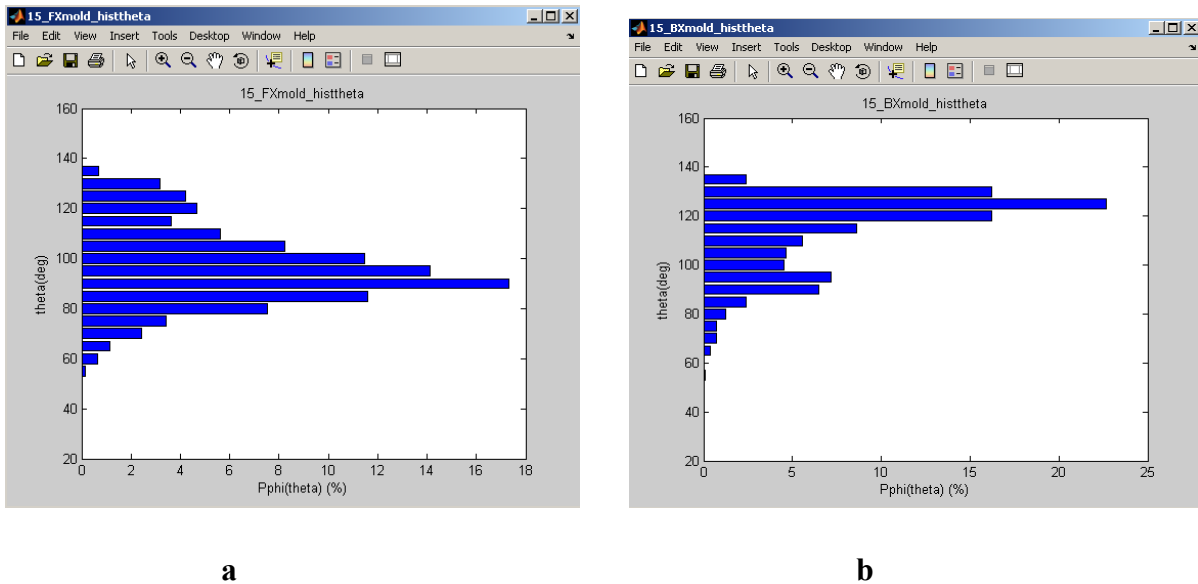 15_FXmold_histtheta
File Edit View Insert Tools Desktop Window Help
15_FXmold_histtheta
160
140
120
100
80
60
40
20
theta(deg)
0 2 4 6 8 10 12 14 16 18
Pphi(theta) (%)
a
15_BXmold_histtheta
File Edit View Insert Tools Desktop Window Help
15_BXmold_histtheta
160
140
120
100
80
60
40
20
theta(deg)
0 5 10 15 20 25
Pphi(theta) (%)
b